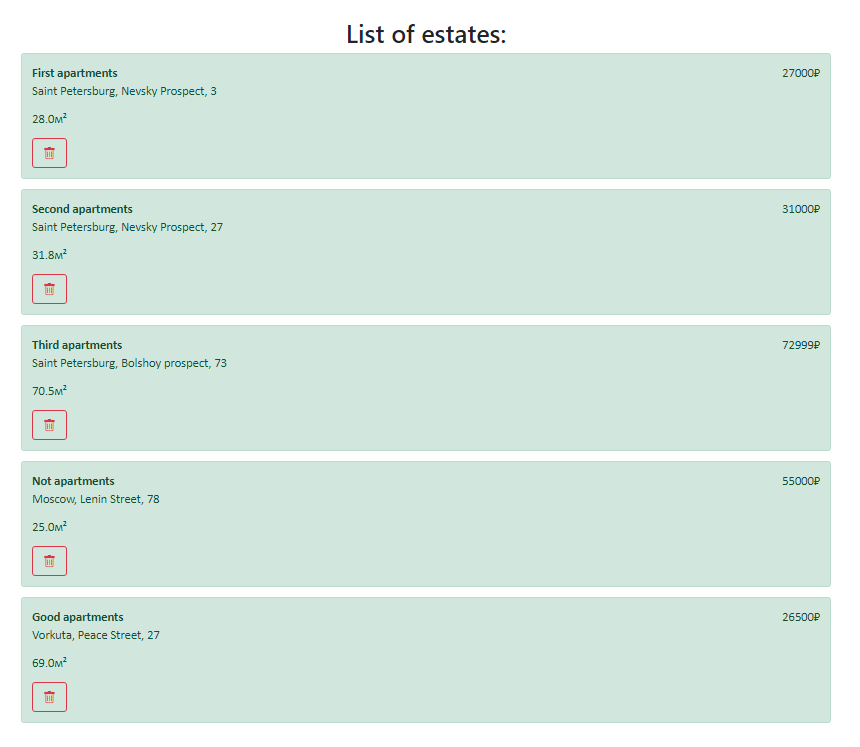 List of estates:
First apartments 27000₽
Saint Petersburg, Nevsky Prospect, 3
28.0м²
Second apartments 31000₽
Saint Petersburg, Nevsky Prospect, 27
31.8м²
Third apartments 72999₽
Saint Petersburg, Bolshoy prospect, 73
70.5м²
Not apartments 55000₽
Moscow, Lenin Street, 78
25.0м²
Good apartments 26500₽
Vorkuta, Peace Street, 27
69.0м²